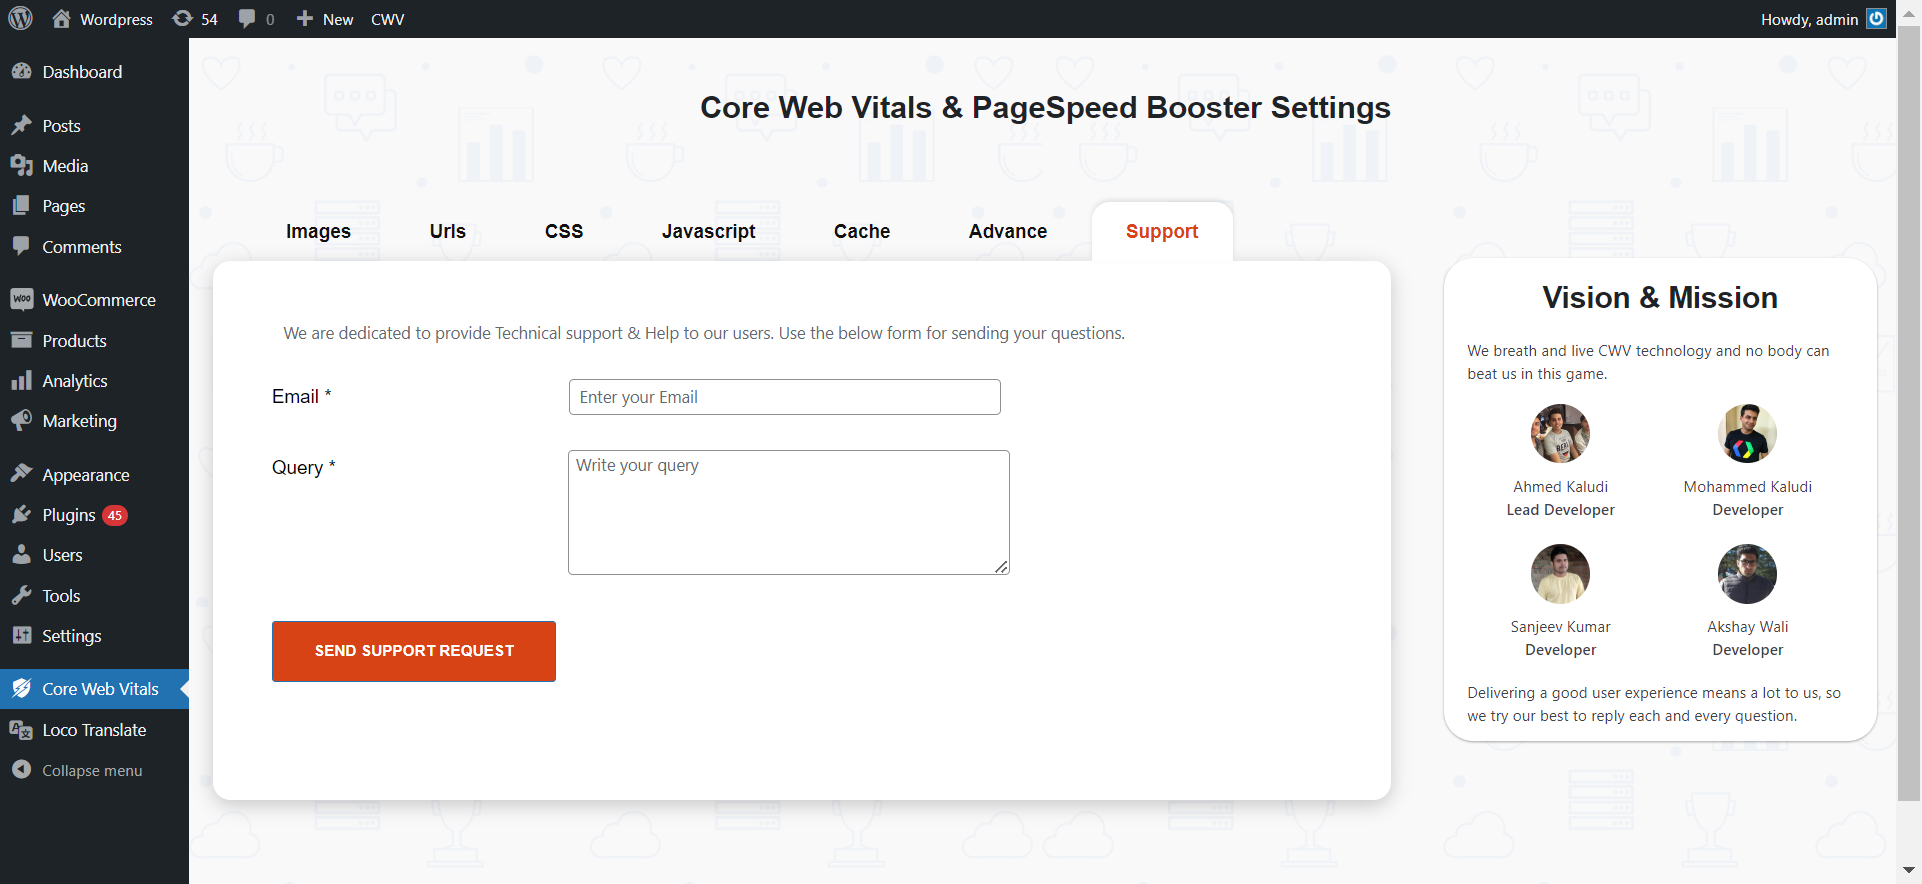 Wordpress
54
0
New
CWV
Howdy, admin
Dashboard
Posts
Media
Pages
Comments
WooCommerce
Products
Analytics
Marketing
Appearance
Plugins 45
Users
Tools
Settings
Core Web Vitals
Loco Translate
Collapse menu
Core Web Vitals & PageSpeed Booster Settings
Images
Urls
CSS
Javascript
Cache
Advance
Support
We are dedicated to provide Technical support & Help to our users. Use the below form for sending your questions.
Email *
Enter your Email
Query *
Write your query
SEND SUPPORT REQUEST
Vision & Mission
We breath and live CWV technology and no body can
beat us in this game.
Ahmed Kaludi
Lead Developer
Mohammed Kaludi
Developer
Sanjeev Kumar
Developer
Akshay Wali
Developer
Delivering a good user experience means a lot to us, so
we try our best to reply each and every question.